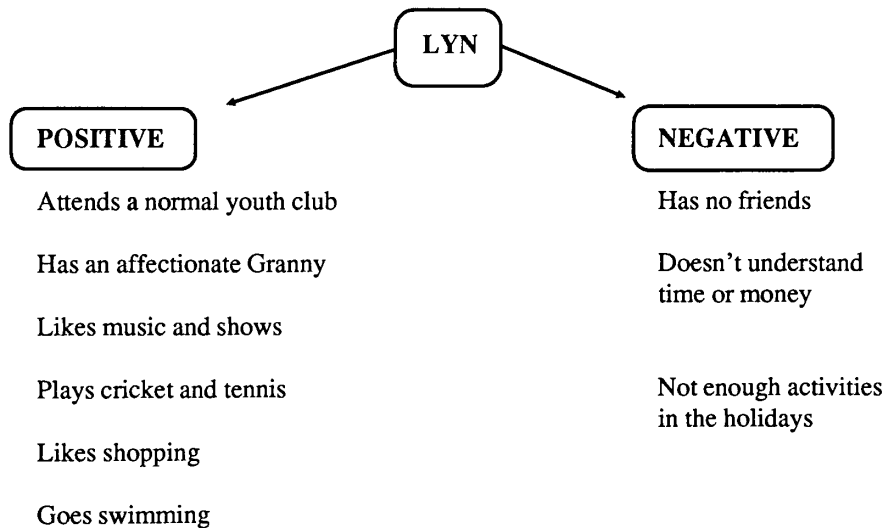 LYN
POSITIVE
Attends a normal youth club
Has an affectionate Granny
Likes music and shows
Plays cricket and tennis
Likes shopping
Goes swimming
NEGATIVE
Has no friends
Doesn't understand
time or money
Not enough activities
in the holidays